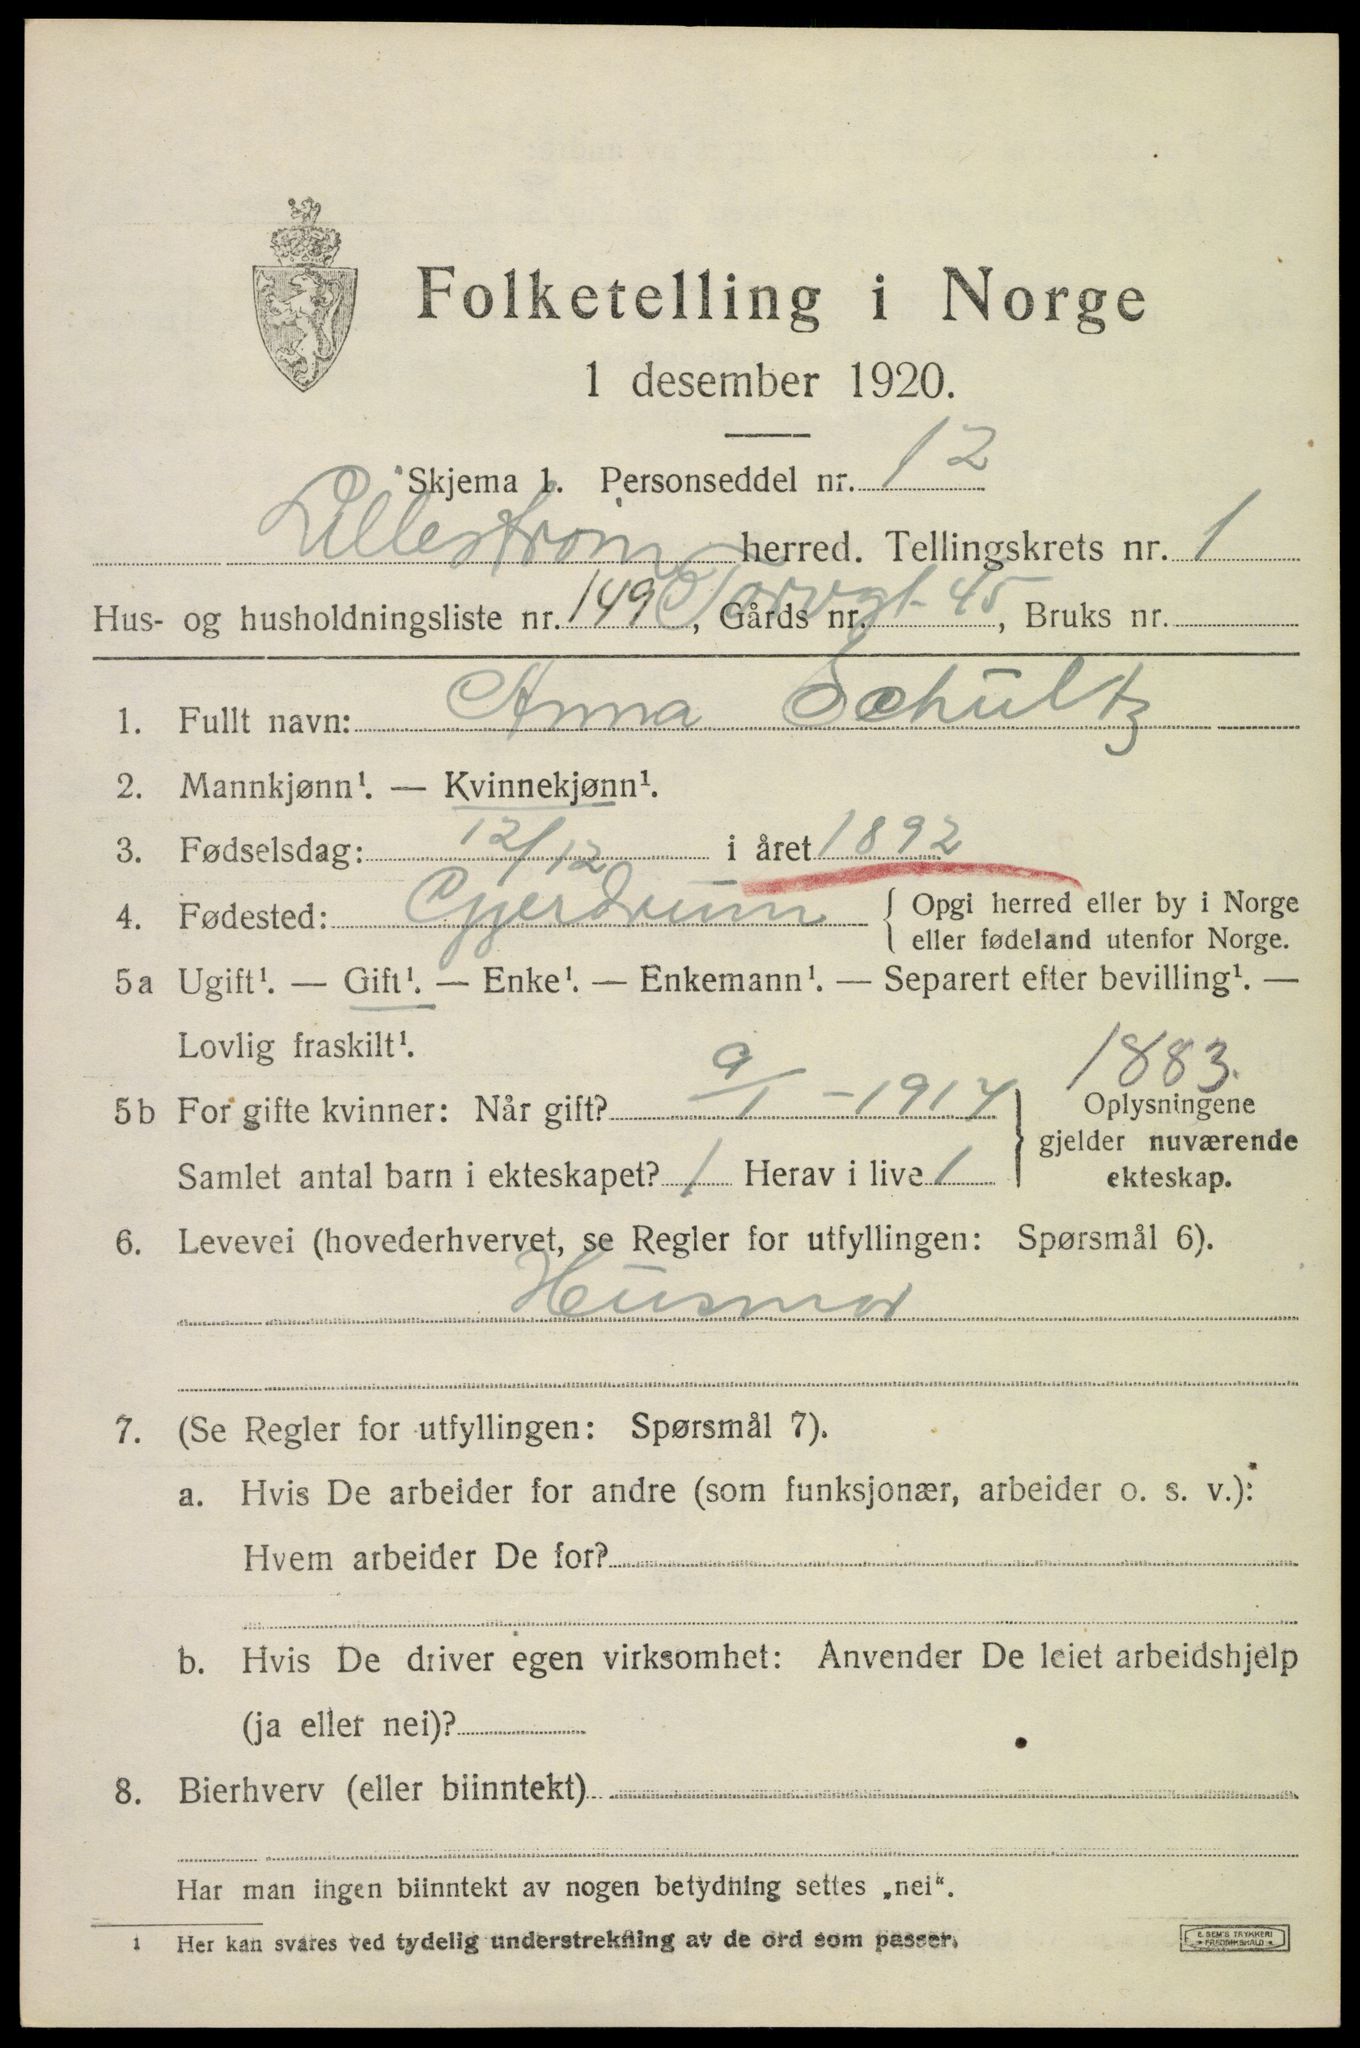 Folketelling i Norge
1 desember 1920.
Skjema 1. Personseddel nr. 12
Lillestrøm herred. Tellingskrets nr. 1
Hus- og husholdningsliste nr. 149 Torvgt. 45, Gårds nr. , Bruks nr.
1. Fullt navn: Anna Schultz
2. Mannkjønn¹. — Kvinnekjønn¹.
3. Fødselsdag: 12/12 i året 1892
4. Fødested: Gjerdrum { Opgi herred eller by i Norge
eller fødeland utenfor Norge.
5a Ugift¹. — Gift¹. — Enke¹. — Enkemann¹. — Separert efter bevilling¹. —
Lovlig fraskilt¹.
1883.
5b For gifte kvinner: Når gift? 9/1 - 1914
Samlet antal barn i ekteskapet? 1 Herav i live 1
Oplysningene
gjelder nuværende
ekteskap.
6. Levevei (hovederhvervet, se Regler for utfyllingen: Spørsmål 6).
Husmor
7. (Se Regler for utfyllingen: Spørsmål 7).
a. Hvis De arbeider for andre (som funksjonær, arbeider o. s. v.):
Hvem arbeider De for?
b. Hvis De driver egen virksomhet: Anvender De leiet arbeidshjelp
(ja eller nei)?
8. Bierhverv (eller biinntekt)
Har man ingen biinntekt av nogen betydning settes „nei“.
1 Her kan svares ved tydelig understrekning av de ord som passer.
E. SEM'S TRYKKERI
FREDRIKSHALD